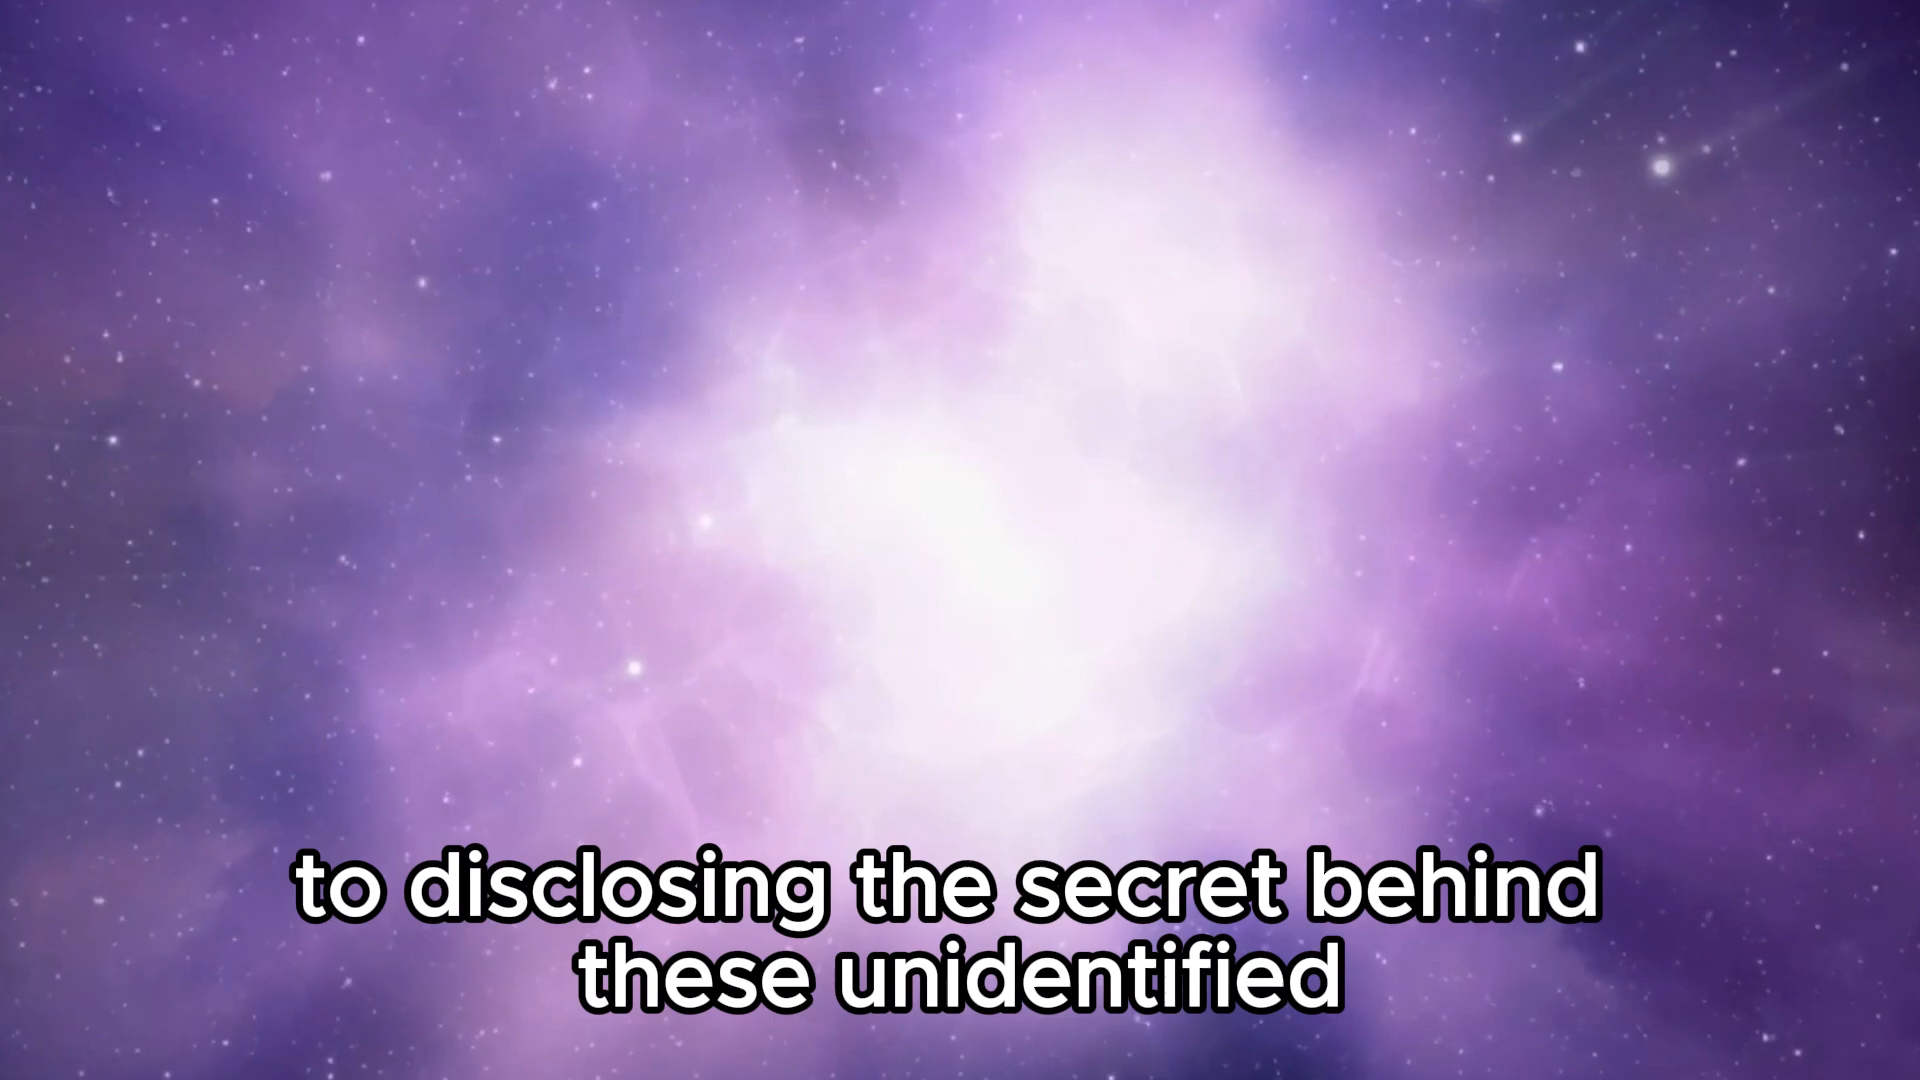 to disclosing the secret behind
these unidentified